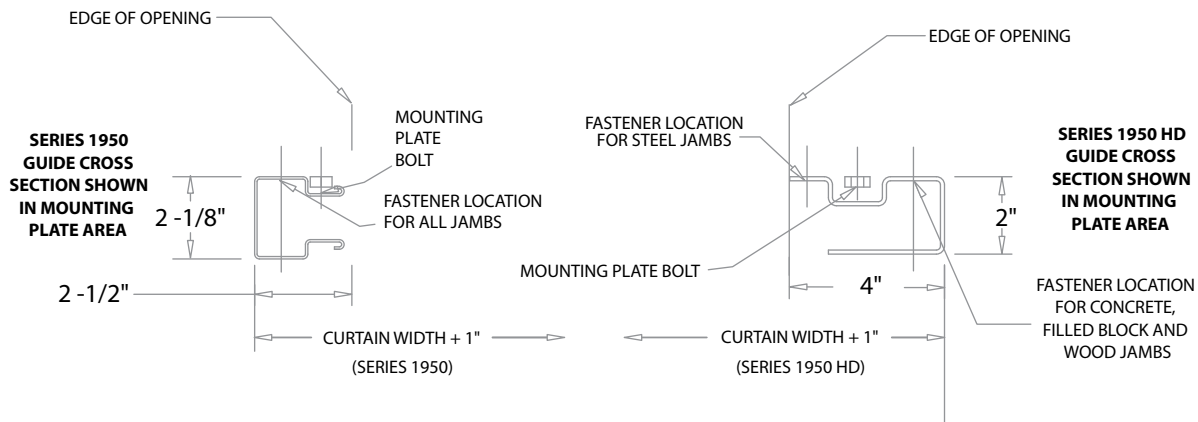 EDGE OF OPENING
MOUNTING
PLATE
BOLT
SERIES 1950
GUIDE CROSS
SECTION SHOWN
IN MOUNTING
PLATE AREA
2 -1/8"
FASTENER LOCATION
FOR ALL JAMBS
2 -1/2"
CURTAIN WIDTH + 1"
(SERIES 1950)
EDGE OF OPENING
FASTENER LOCATION
FOR STEEL JAMBS
SERIES 1950 HD
GUIDE CROSS
SECTION SHOWN
IN MOUNTING
PLATE AREA
2"
MOUNTING PLATE BOLT
4"
FASTENER LOCATION
FOR CONCRETE,
FILLED BLOCK AND
WOOD JAMBS
CURTAIN WIDTH + 1"
(SERIES 1950 HD)